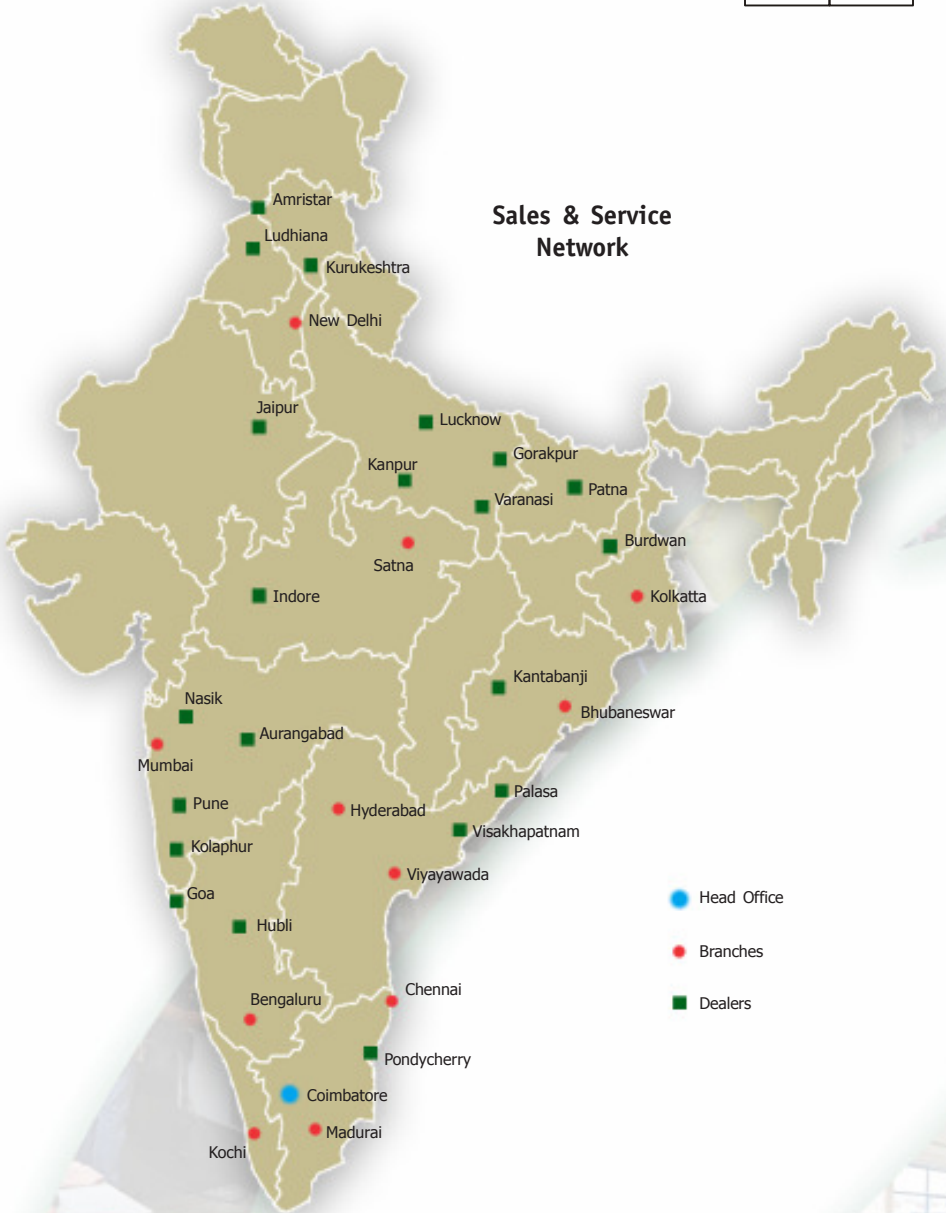 Sales & Service
Network
Amristar
Ludhiana
Kurukeshtra
New Delhi
Jaipur
Lucknow
Gorakpur
Kanpur
Patna
Varanasi
Burdwan
Satna
Indore
Kolkatta
Kantabanji
Nasik
Bhubaneswar
Aurangabad
Mumbai
Palasa
Pune
Hyderabad
Visakhapatnam
Kolaphur
Viyayawada
Goa
Hubli
Head Office
Branches
Chennai
Bengaluru
Dealers
Pondycherry
Coimbatore
Madurai
Kochi